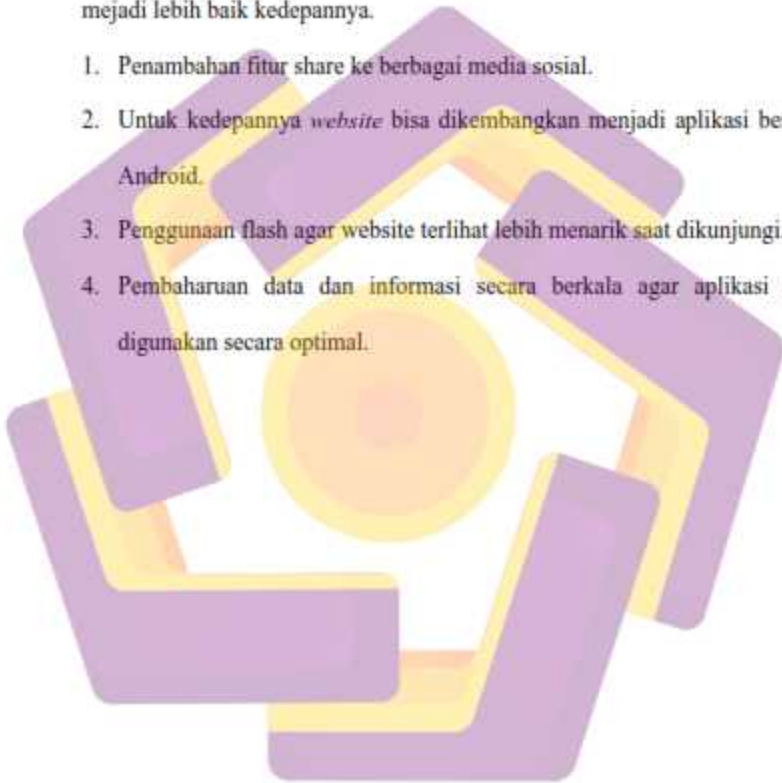 mejadi lebih baik kedepannya.
1. Penambahan fitur share ke berbagai media sosial.
2. Untuk kedepannya website bisa dikembangkan menjadi aplikasi be
Android.
3. Penggunaan flash agar website terlihat lebih menarik saat dikunjungi.
4. Pembaharuan data dan informasi secara berkala agar aplikasi
digunakan secara optimal.